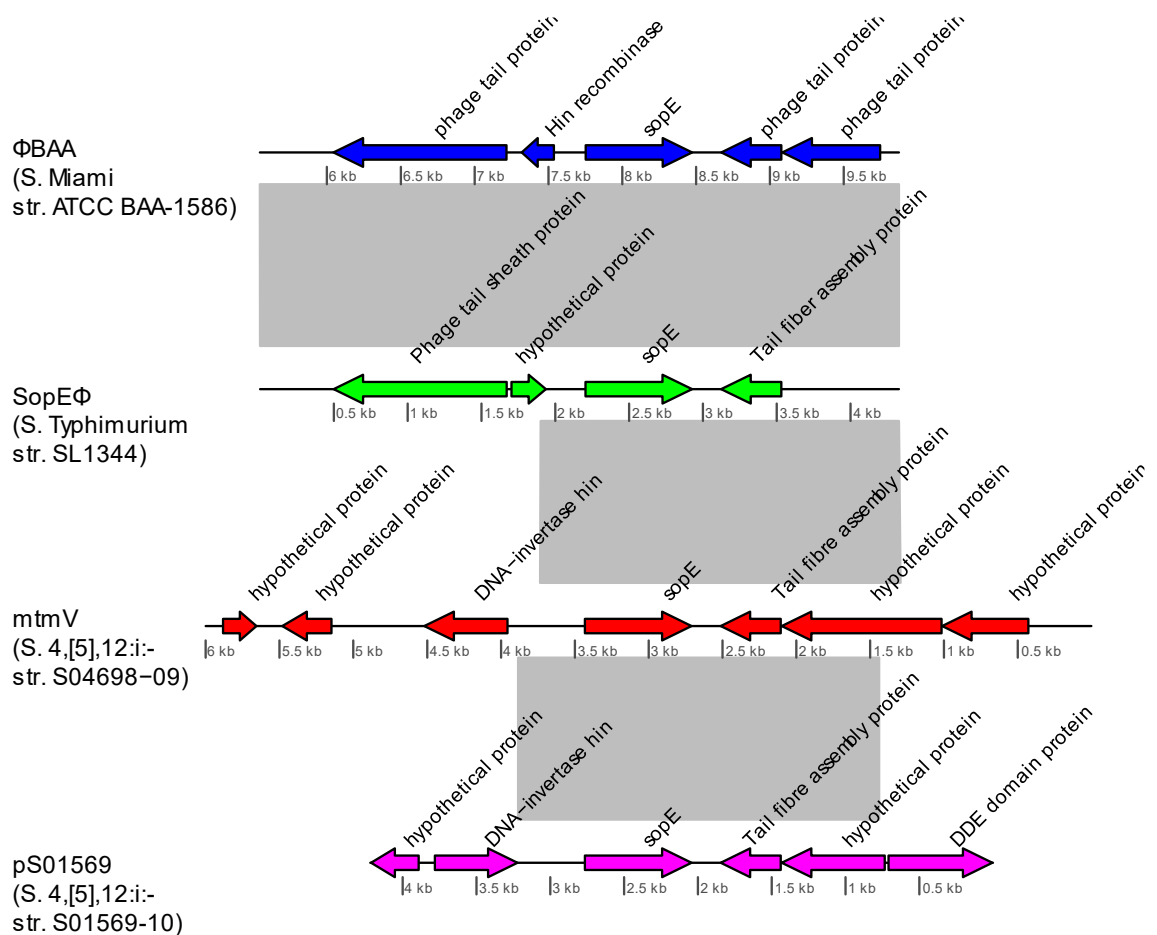 phage tail protein
Hin recombinase
sopE
phage tail protein
phage tail protein
ΦBAA
(S. Miami
str. ATCC BAA-1586)
6 kb
6.5 kb
7 kb
7.5 kb
8 kb
8.5 kb
9 kb
9.5 kb
Phage tail sheath protein
hypothetical protein
sopE
Tail fiber assembly protein
SopEΦ
(S. Typhimurium
str. SL1344)
0.5 kb
1 kb
1.5 kb
2 kb
2.5 kb
3 kb
3.5 kb
4 kb
hypothetical protein
hypothetical protein
DNA−invertase hin
sopE
Tail fibre assembly protein
hypothetical protein
hypothetical protein
mtmV
(S. 4,[5],12:i:-
str. S04698−09)
6 kb
5.5 kb
5 kb
4.5 kb
4 kb
3.5 kb
3 kb
2.5 kb
2 kb
1.5 kb
1 kb
0.5 kb
hypothetical protein
DNA−invertase hin
sopE
Tail fibre assembly protein
hypothetical protein
DDE domain protein
pS01569
(S. 4,[5],12:i:-
str. S01569-10)
4 kb
3.5 kb
3 kb
2.5 kb
2 kb
1.5 kb
1 kb
0.5 kb